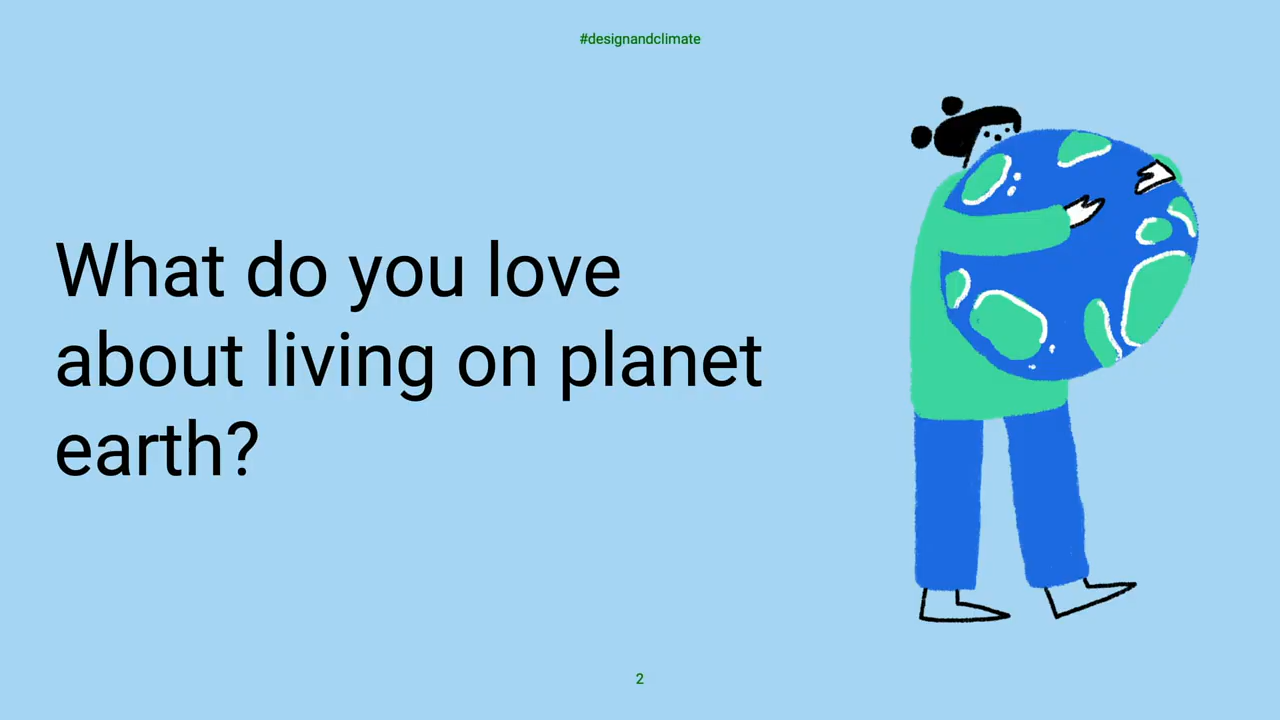 #designandclimate
What do you love
about living on planet
earth?
2